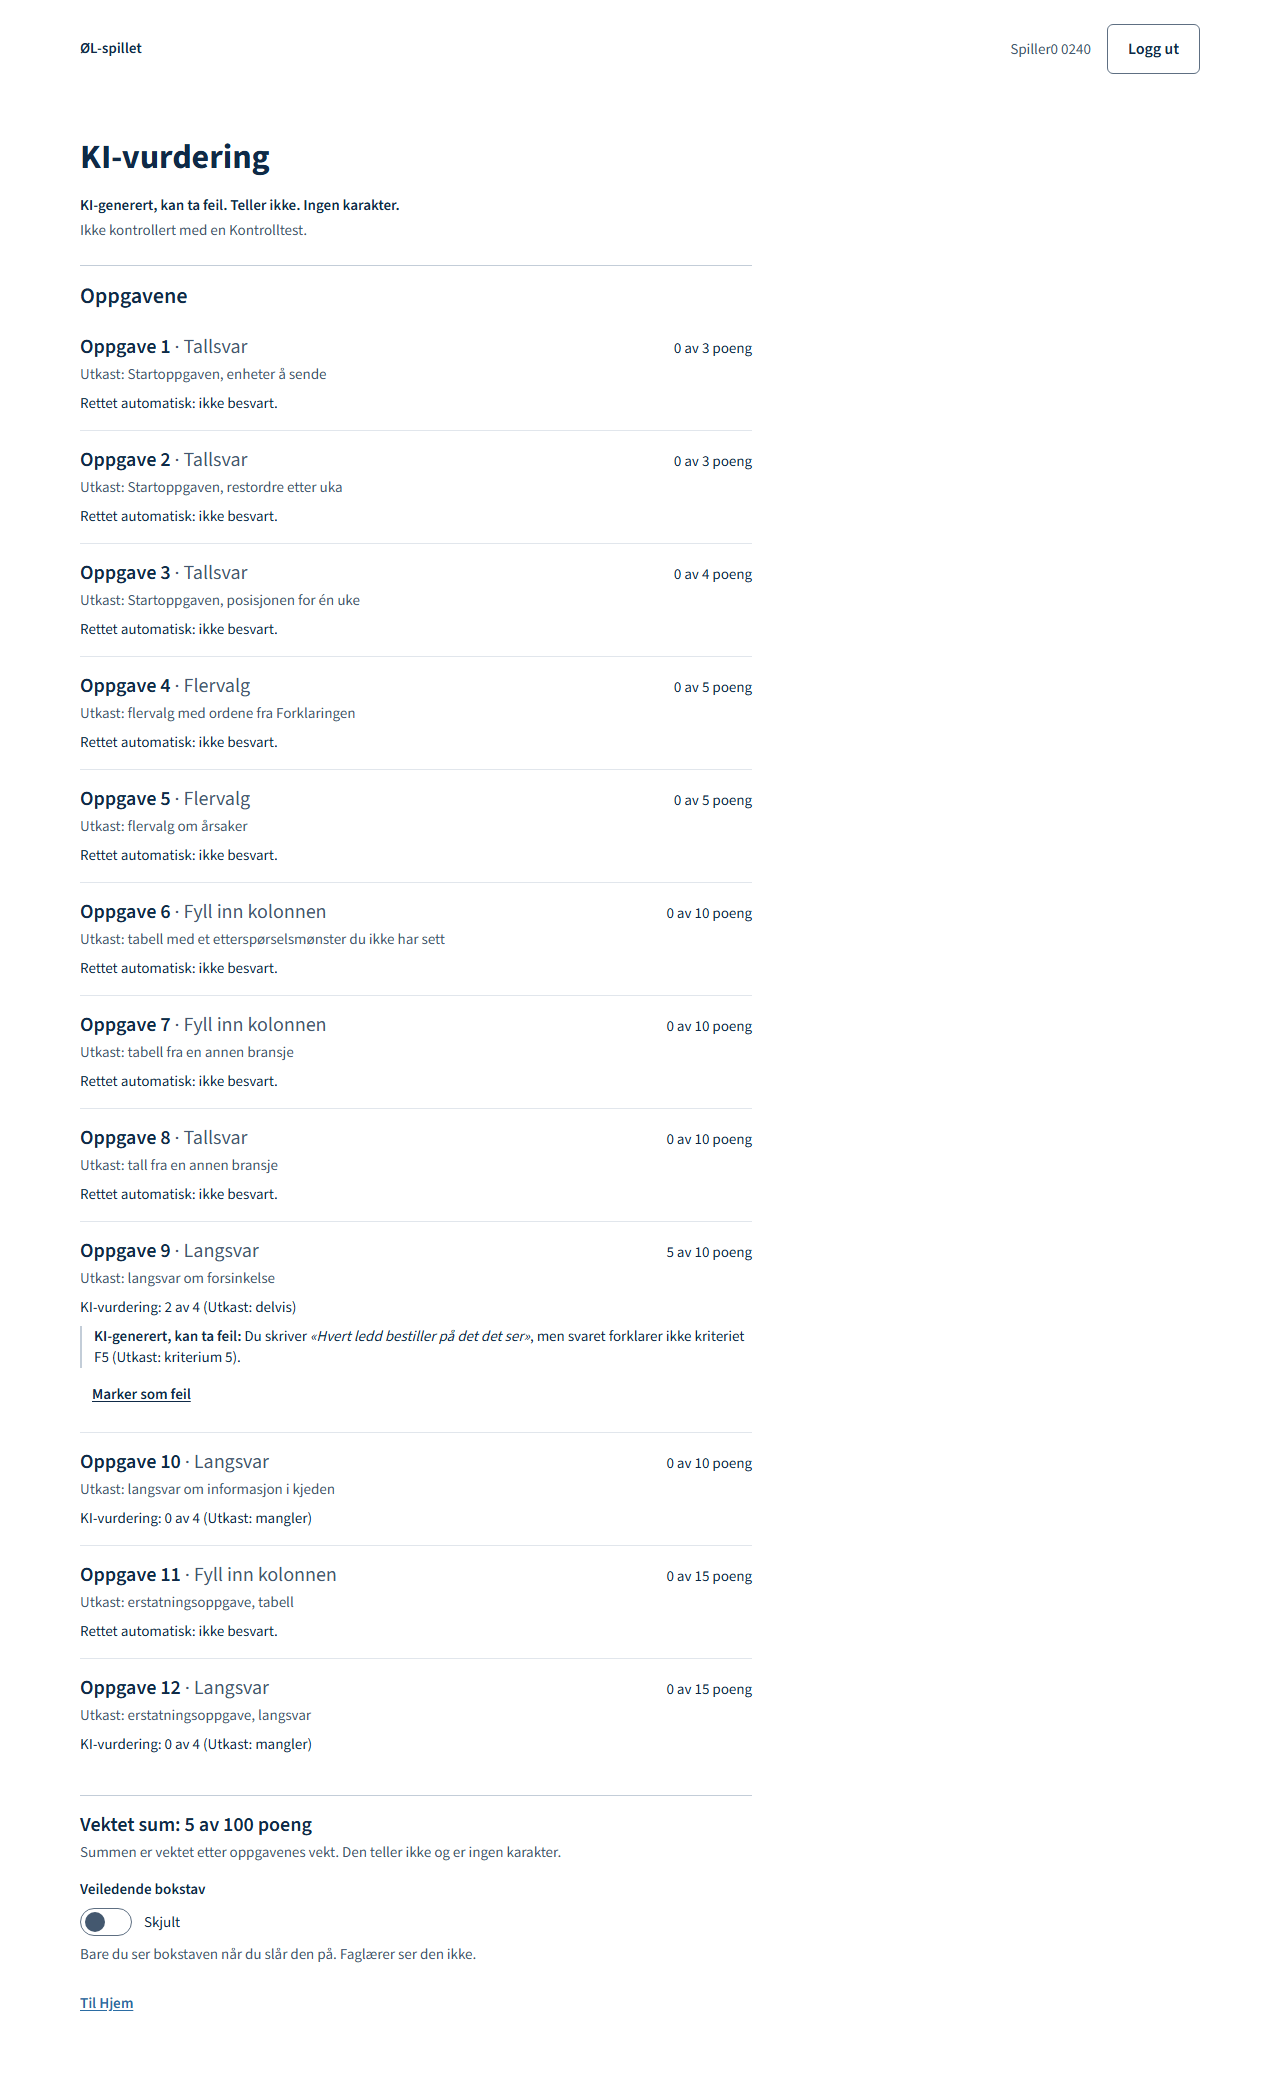 ØL-spillet
Spiller0 0240
Logg ut
KI-vurdering
KI-generert, kan ta feil. Teller ikke. Ingen karakter.
Ikke kontrollert med en Kontrolltest.
Oppgavene
Oppgave 1 · Tallsvar
0 av 3 poeng
Utkast: Startoppgaven, enheter å sende
Rettet automatisk: ikke besvart.
Oppgave 2 · Tallsvar
0 av 3 poeng
Utkast: Startoppgaven, restordre etter uka
Rettet automatisk: ikke besvart.
Oppgave 3 · Tallsvar
0 av 4 poeng
Utkast: Startoppgaven, posisjonen for én uke
Rettet automatisk: ikke besvart.
Oppgave 4 · Flervalg
0 av 5 poeng
Utkast: flervalg med ordene fra Forklaringen
Rettet automatisk: ikke besvart.
Oppgave 5 · Flervalg
0 av 5 poeng
Utkast: flervalg om årsaker
Rettet automatisk: ikke besvart.
Oppgave 6 · Fyll inn kolonnen
0 av 10 poeng
Utkast: tabell med et etterspørselsmønster du ikke har sett
Rettet automatisk: ikke besvart.
Oppgave 7 · Fyll inn kolonnen
0 av 10 poeng
Utkast: tabell fra en annen bransje
Rettet automatisk: ikke besvart.
Oppgave 8 · Tallsvar
0 av 10 poeng
Utkast: tall fra en annen bransje
Rettet automatisk: ikke besvart.
Oppgave 9 · Langsvar
5 av 10 poeng
Utkast: langsvar om forsinkelse
KI-vurdering: 2 av 4 (Utkast: delvis)
KI-generert, kan ta feil: Du skriver «Hvert ledd bestiller på det det ser», men svaret forklarer ikke kriteriet
F5 (Utkast: kriterium 5).
Marker som feil
Oppgave 10 · Langsvar
0 av 10 poeng
Utkast: langsvar om informasjon i kjeden
KI-vurdering: 0 av 4 (Utkast: mangler)
Oppgave 11 · Fyll inn kolonnen
0 av 15 poeng
Utkast: erstatningsoppgave, tabell
Rettet automatisk: ikke besvart.
Oppgave 12 · Langsvar
0 av 15 poeng
Utkast: erstatningsoppgave, langsvar
KI-vurdering: 0 av 4 (Utkast: mangler)
Vektet sum: 5 av 100 poeng
Summen er vektet etter oppgavenes vekt. Den teller ikke og er ingen karakter.
Veiledende bokstav
Skjult
Bare du ser bokstaven når du slår den på. Faglærer ser den ikke.
Til Hjem